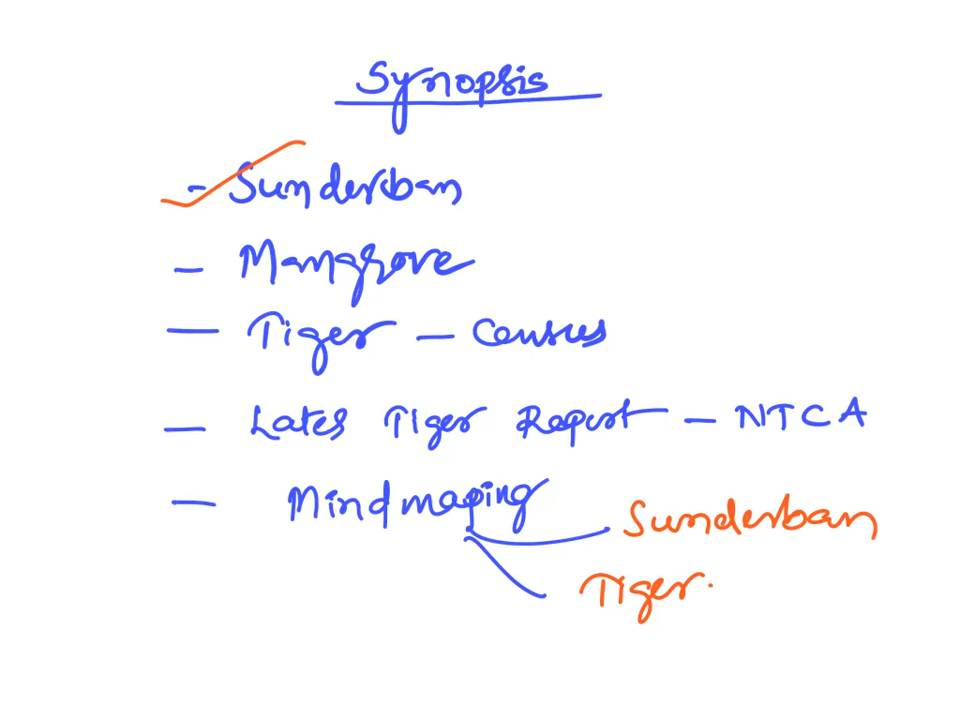 Synopsis
- Sunderban
- Mangrove
- Tiger - Census
- Lates Tiger Report - NTCA
- Mindmaping
Sunderban
Tiger.